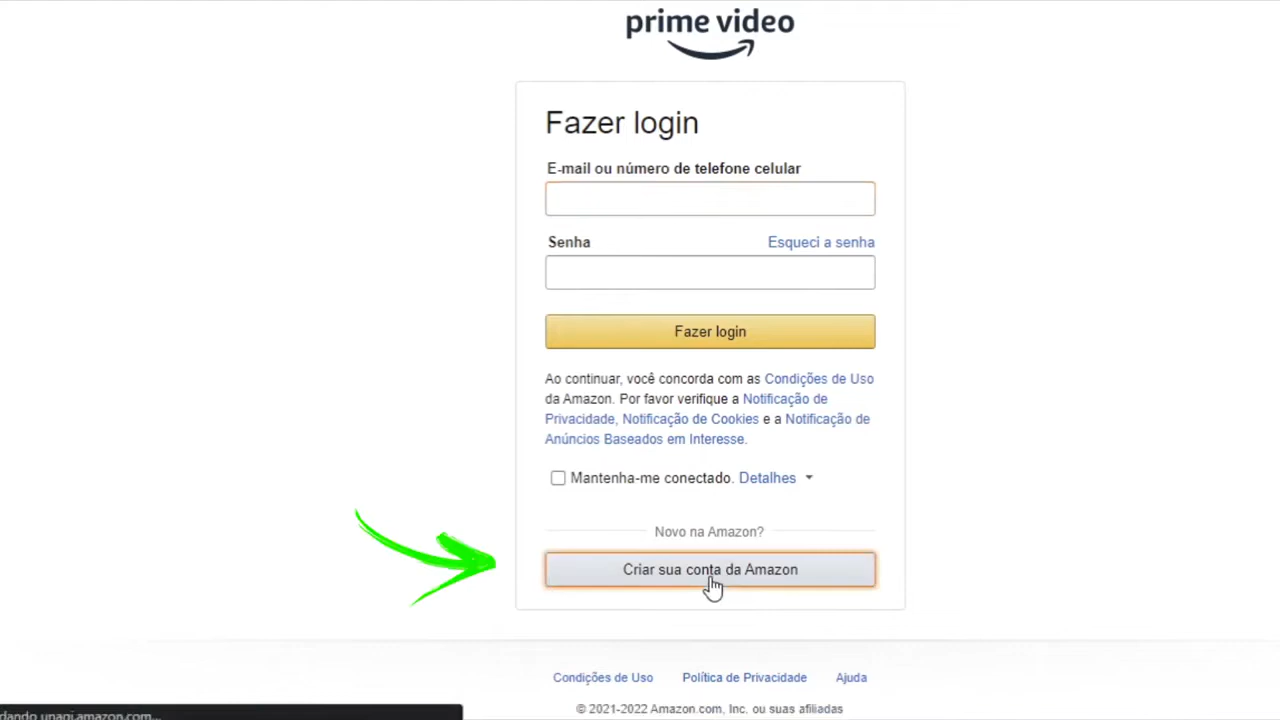 prime video
Fazer login
E-mail ou número de telefone celular
Senha Esqueci a senha
Fazer login
Ao continuar, você concorda com as Condições de Uso
da Amazon. Por favor verifique a Notificação de
Privacidade, Notificação de Cookies e a Notificação de
Anúncios Baseados em Interesse.
Mantenha-me conectado. Detalhes
Novo na Amazon?
Criar sua conta da Amazon
Condições de Uso Política de Privacidade Ajuda
© 2021-2022 Amazon.com, Inc. ou suas afiliadas